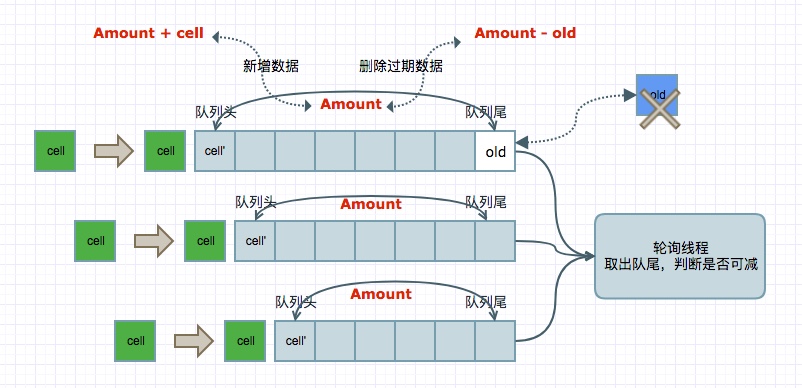 Amount + cell
Amount - old
新增数据
删除过期数据
old
Amount
队列头
队列尾
cell
cell
cell'
old
队列头
Amount
队列尾
cell
cell
cell'
轮询线程
取出队尾，判断是否可减
队列头
Amount
队列尾
cell
cell
cell'